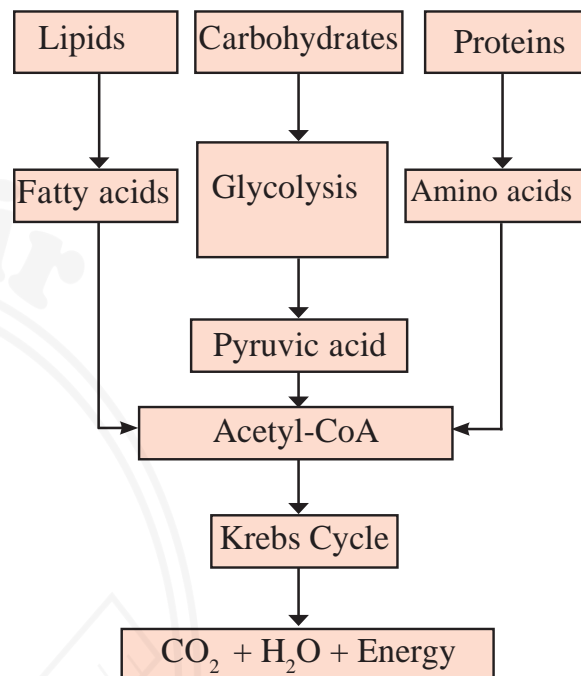 Lipids
Carbohydrates
Proteins
Fatty acids
Glycolysis
Amino acids
Pyruvic acid
Acetyl-CoA
Krebs Cycle
CO₂ + H₂O + Energy